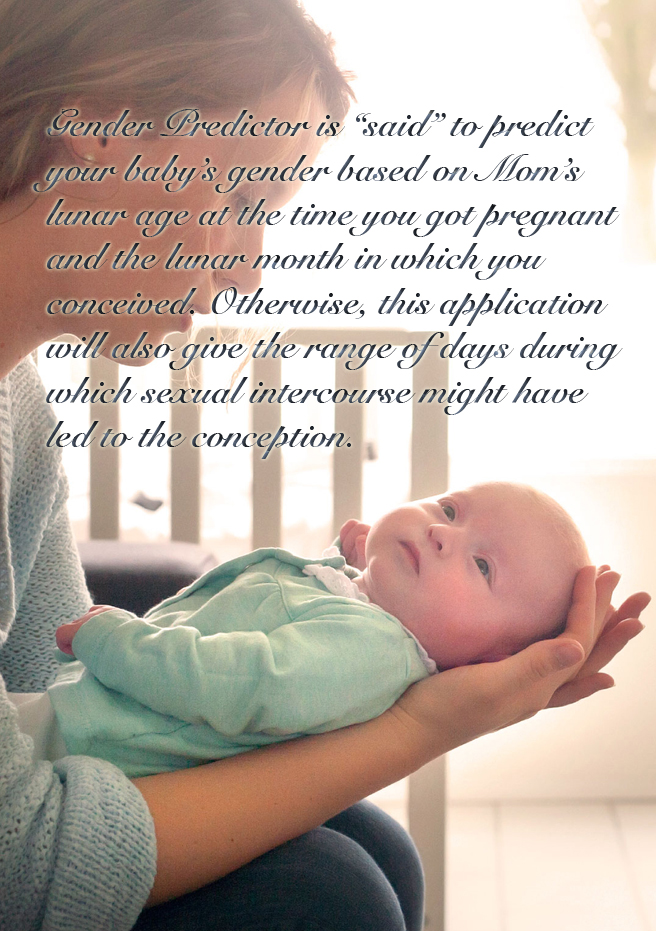 Gender Predictor is “said” to predict
your baby’s gender based on Mom’s
lunar age at the time you got pregnant
and the lunar month in which you
conceived. Otherwise, this application
will also give the range of days during
which sexual intercourse might have
led to the conception.